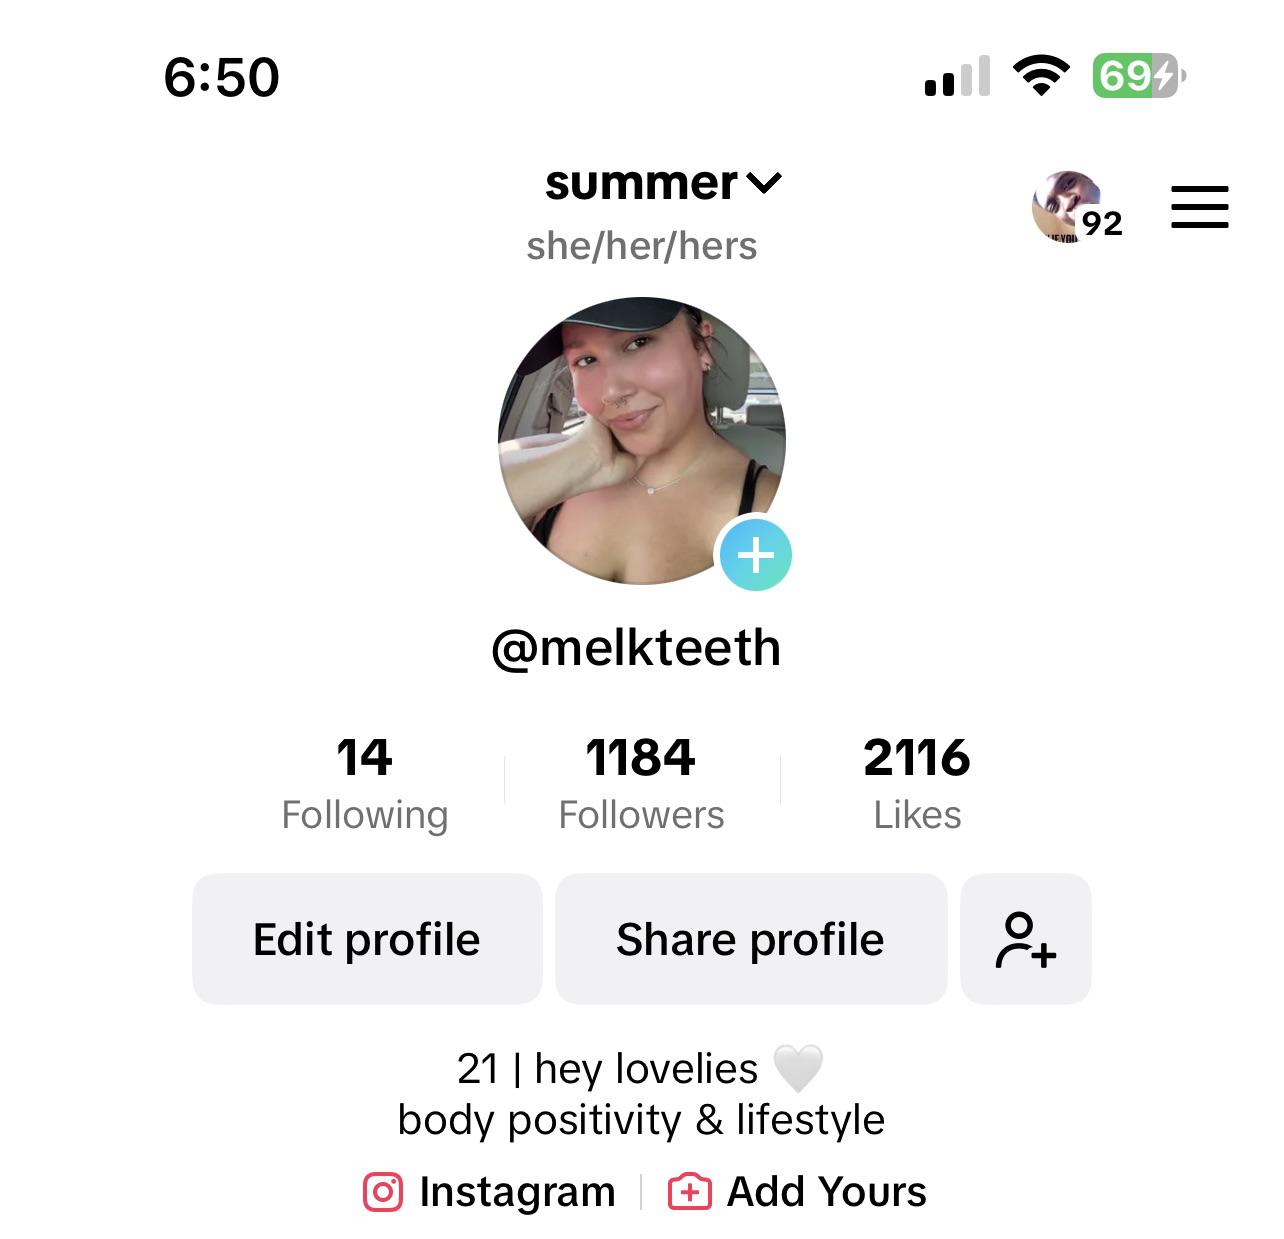 6:50
69
summer
92
she/her/hers
@melkteeth
14
Following
1184
Followers
2116
Likes
Edit profile
Share profile
21 | hey lovelies 🤍
body positivity & lifestyle
Instagram
Add Yours